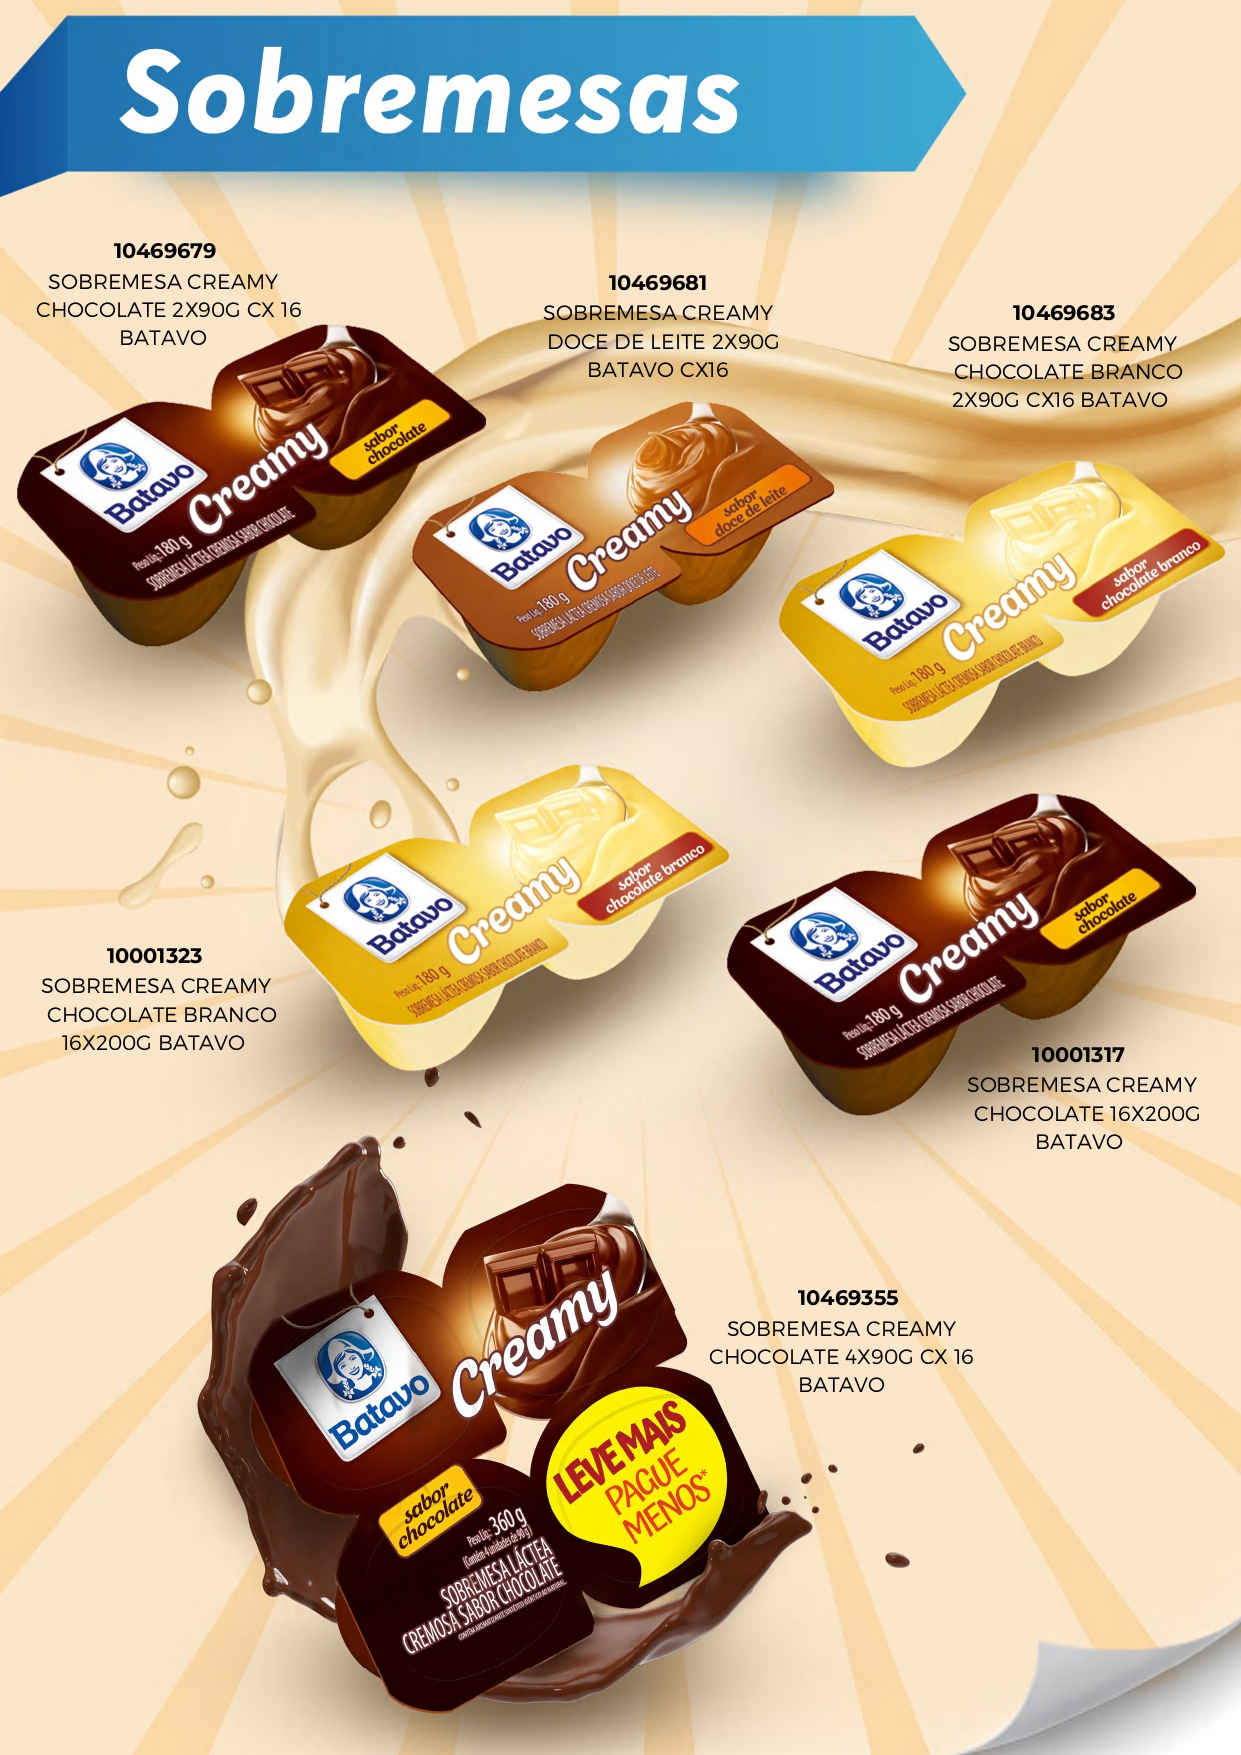 Sobremesas
10469679
SOBREMESA CREAMY
CHOCOLATE 2X90G CX 16
BATAVO
10469681
SOBREMESA CREAMY
DOCE DE LEITE 2X90G
BATAVO CX16
10469683
SOBREMESA CREAMY
CHOCOLATE BRANCO
2X90G CX16 BATAVO
Batavo
Creamy
sabor
chocolate
Peso Líq.: 180 g
SOBREMESA LÁCTEA CREMOSA SABOR CHOCOLATE
Batavo
Creamy
sabor
doce de leite
Peso Líq.: 180 g
SOBREMESA LÁCTEA CREMOSA SABOR DOCE DE LEITE
Batavo
Creamy
sabor
chocolate branco
Peso Líq.: 180 g
SOBREMESA LÁCTEA CREMOSA SABOR CHOCOLATE BRANCO
Batavo
Creamy
sabor
chocolate branco
Peso Líq.: 180 g
SOBREMESA LÁCTEA CREMOSA SABOR CHOCOLATE BRANCO
10001323
SOBREMESA CREAMY
CHOCOLATE BRANCO
16X200G BATAVO
Batavo
Creamy
sabor
chocolate
Peso Líq.: 180 g
SOBREMESA LÁCTEA CREMOSA SABOR CHOCOLATE
10001317
SOBREMESA CREAMY
CHOCOLATE 16X200G
BATAVO
10469355
SOBREMESA CREAMY
CHOCOLATE 4X90G CX 16
BATAVO
Batavo
Creamy
LEVE MAIS
PAGUE
MENOS*
sabor
chocolate
Peso Líq.: 360 g
(Contém 4 unidades de 90 g)
SOBREMESA LÁCTEA
CREMOSA SABOR CHOCOLATE